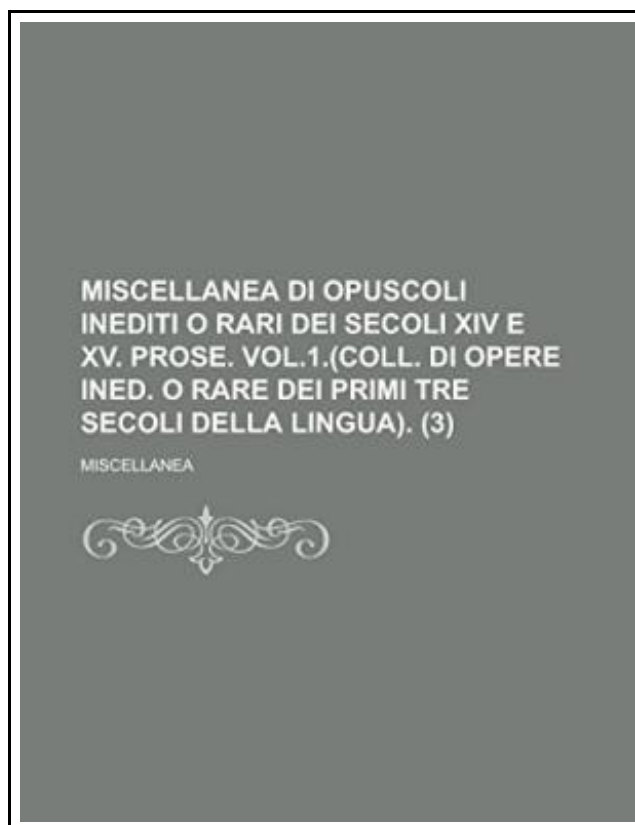 MISCELLANEA DI OPUSCOLI
INEDITI O RARI DEI SECOLI XIV E
XV. PROSE. VOL.1.(COLL. DI OPERE
INED. O RARE DEI PRIMI TRE
SECOLI DELLA LINGUA). (3)
MISCELLANEA